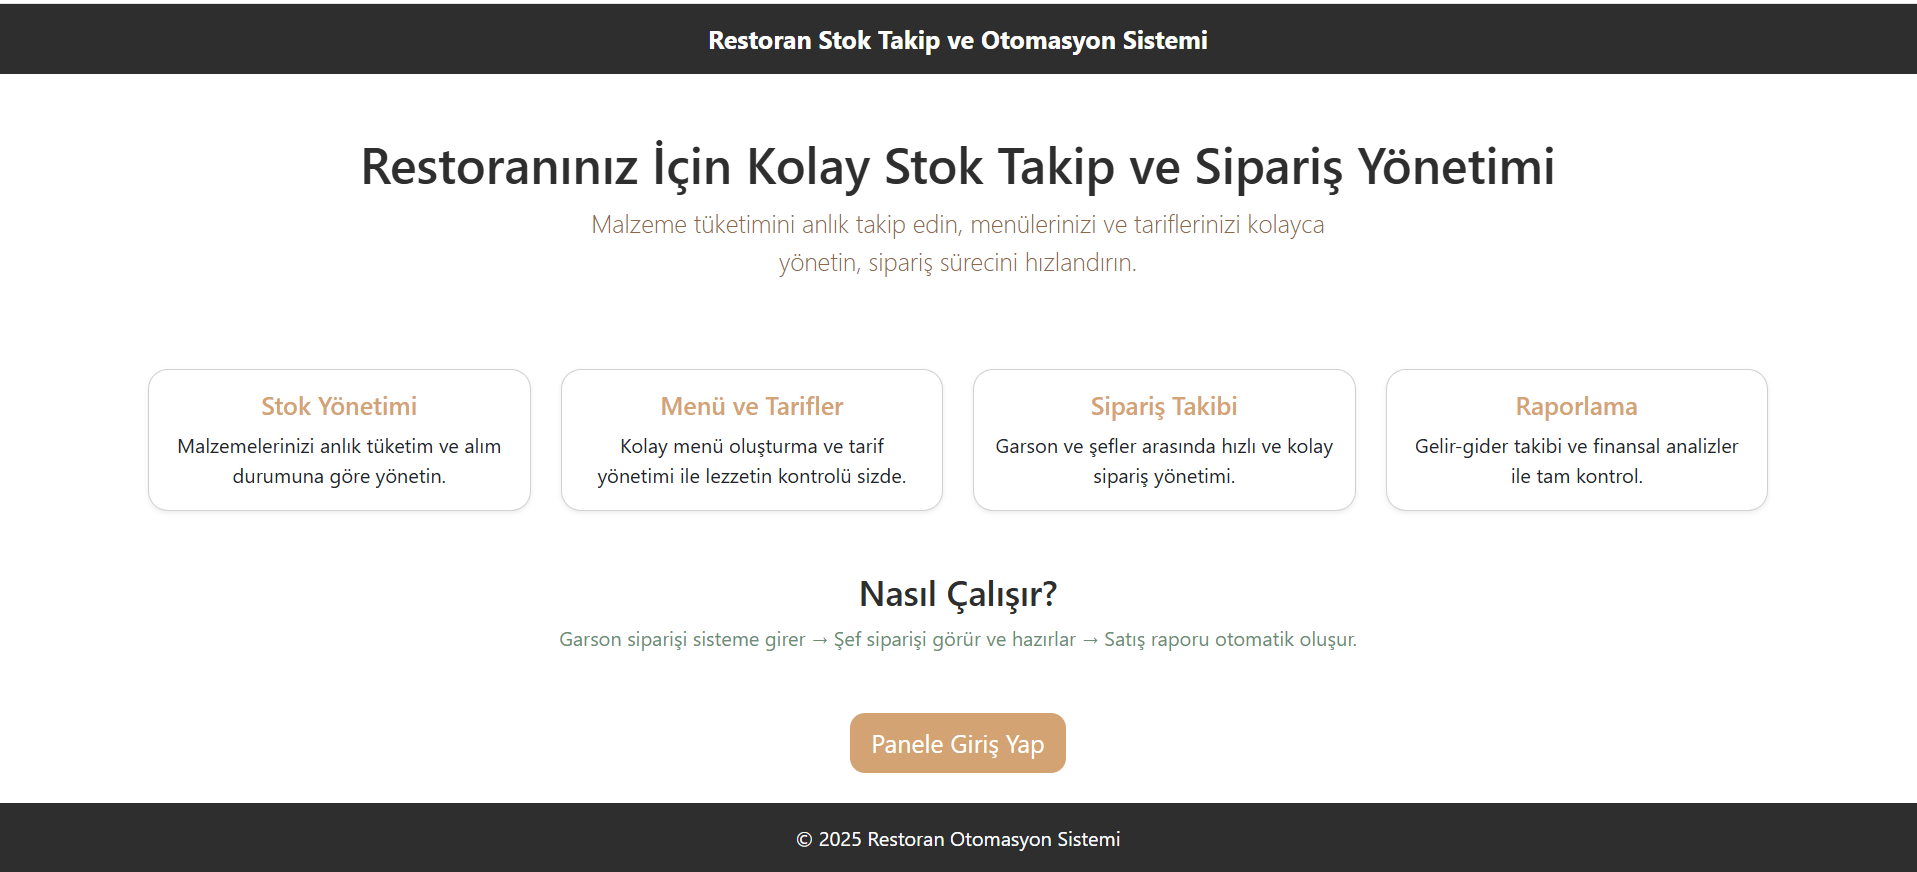 Restoran Stok Takip ve Otomasyon Sistemi
Restoranınız İçin Kolay Stok Takip ve Sipariş Yönetimi
Malzeme tüketimini anlık takip edin, menülerinizi ve tariflerinizi kolayca
yönetin, sipariş sürecini hızlandırın.
Stok Yönetimi
Malzemelerinizi anlık tüketim ve alım
durumuna göre yönetin.
Menü ve Tarifler
Kolay menü oluşturma ve tarif
yönetimi ile lezzetin kontrolü sizde.
Sipariş Takibi
Garson ve şefler arasında hızlı ve kolay
sipariş yönetimi.
Raporlama
Gelir-gider takibi ve finansal analizler
ile tam kontrol.
Nasıl Çalışır?
Garson siparişi sisteme girer → Şef siparişi görür ve hazırlar → Satış raporu otomatik oluşur.
Panele Giriş Yap
© 2025 Restoran Otomasyon Sistemi